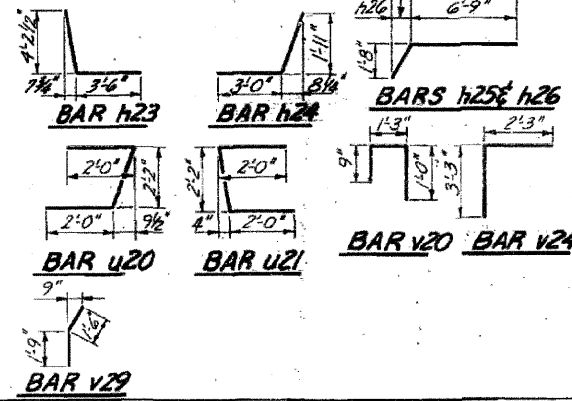 h26 6'-9"
4'-2½" 1'-11" 1'-8"
7¾" 3'-6" 3'-0" 8¼"
BAR h23 BAR h24 BARS h25 & h26
1'-3" 2'-3"
2'-0" 2'-2" 2'-2" 2'-0" 9" 1'-0" 3'-3"
2'-0" 9½" 4" 2'-0"
BAR u20 BAR u21 BAR v20 BAR v24
9"
1'-9" 1'-6"
BAR v29